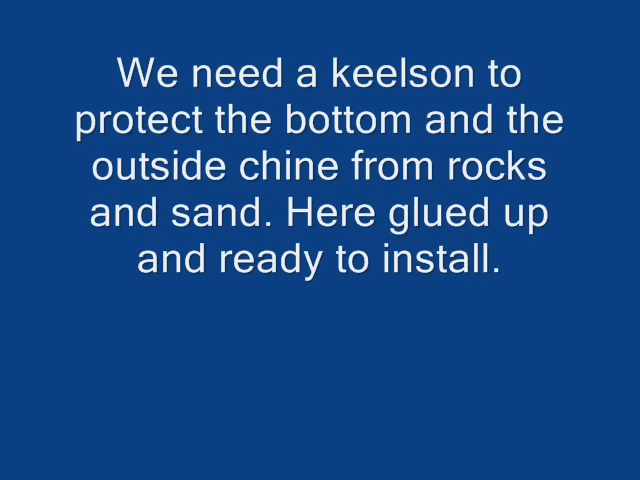 We need a keelson to
protect the bottom and the
outside chine from rocks
and sand. Here glued up
and ready to install.